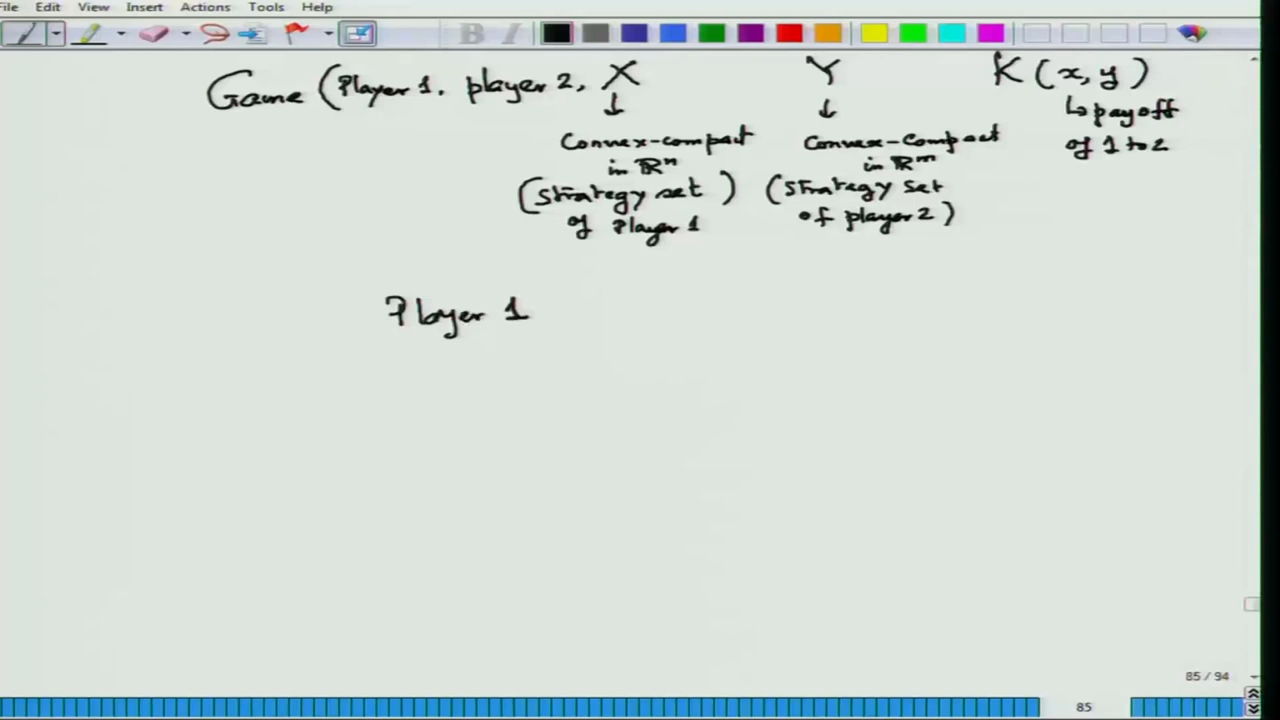 File Edit View Insert Actions Tools Help
B I
Game (Player 1, player 2, X Y K(x, y)
↓ ↓ ↳ payoff of 1 to 2
Convex-compact in ℝⁿ
(Strategy set) of Player 1
Convex-Compact in ℝᵐ
(Strategy set of player 2)
Player 1
85 / 94
85